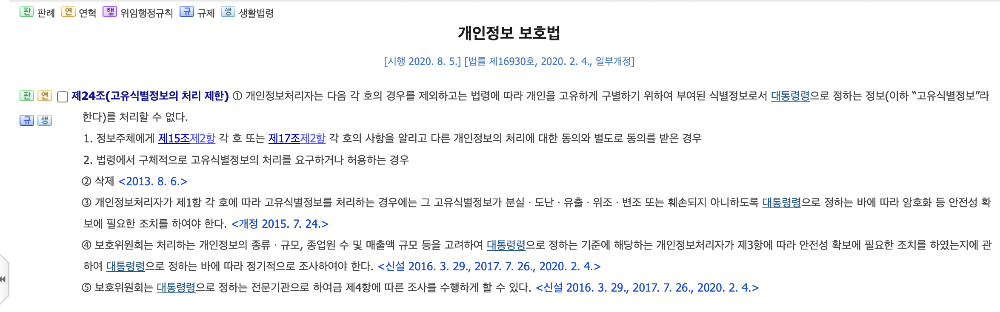 판 판례 연 연혁 행 위임행정규칙 규 규제 생 생활법령
개인정보 보호법
[시행 2020. 8. 5.] [법률 제16930호, 2020. 2. 4., 일부개정]
판 연 제24조(고유식별정보의 처리 제한) ① 개인정보처리자는 다음 각 호의 경우를 제외하고는 법령에 따라 개인을 고유하게 구별하기 위하여 부여된 식별정보로서 대통령령으로 정하는 정보(이하 “고유식별정보”라
규 생 한다)를 처리할 수 없다.
1. 정보주체에게 제15조제2항 각 호 또는 제17조제2항 각 호의 사항을 알리고 다른 개인정보의 처리에 대한 동의와 별도로 동의를 받은 경우
2. 법령에서 구체적으로 고유식별정보의 처리를 요구하거나 허용하는 경우
② 삭제 <2013. 8. 6.>
③ 개인정보처리자가 제1항 각 호에 따라 고유식별정보를 처리하는 경우에는 그 고유식별정보가 분실ㆍ도난ㆍ유출ㆍ위조ㆍ변조 또는 훼손되지 아니하도록 대통령령으로 정하는 바에 따라 암호화 등 안전성 확
보에 필요한 조치를 하여야 한다. <개정 2015. 7. 24.>
④ 보호위원회는 처리하는 개인정보의 종류ㆍ규모, 종업원 수 및 매출액 규모 등을 고려하여 대통령령으로 정하는 기준에 해당하는 개인정보처리자가 제3항에 따라 안전성 확보에 필요한 조치를 하였는지에 관
하여 대통령령으로 정하는 바에 따라 정기적으로 조사하여야 한다. <신설 2016. 3. 29., 2017. 7. 26., 2020. 2. 4.>
⑤ 보호위원회는 대통령령으로 정하는 전문기관으로 하여금 제4항에 따른 조사를 수행하게 할 수 있다. <신설 2016. 3. 29., 2017. 7. 26., 2020. 2. 4.>